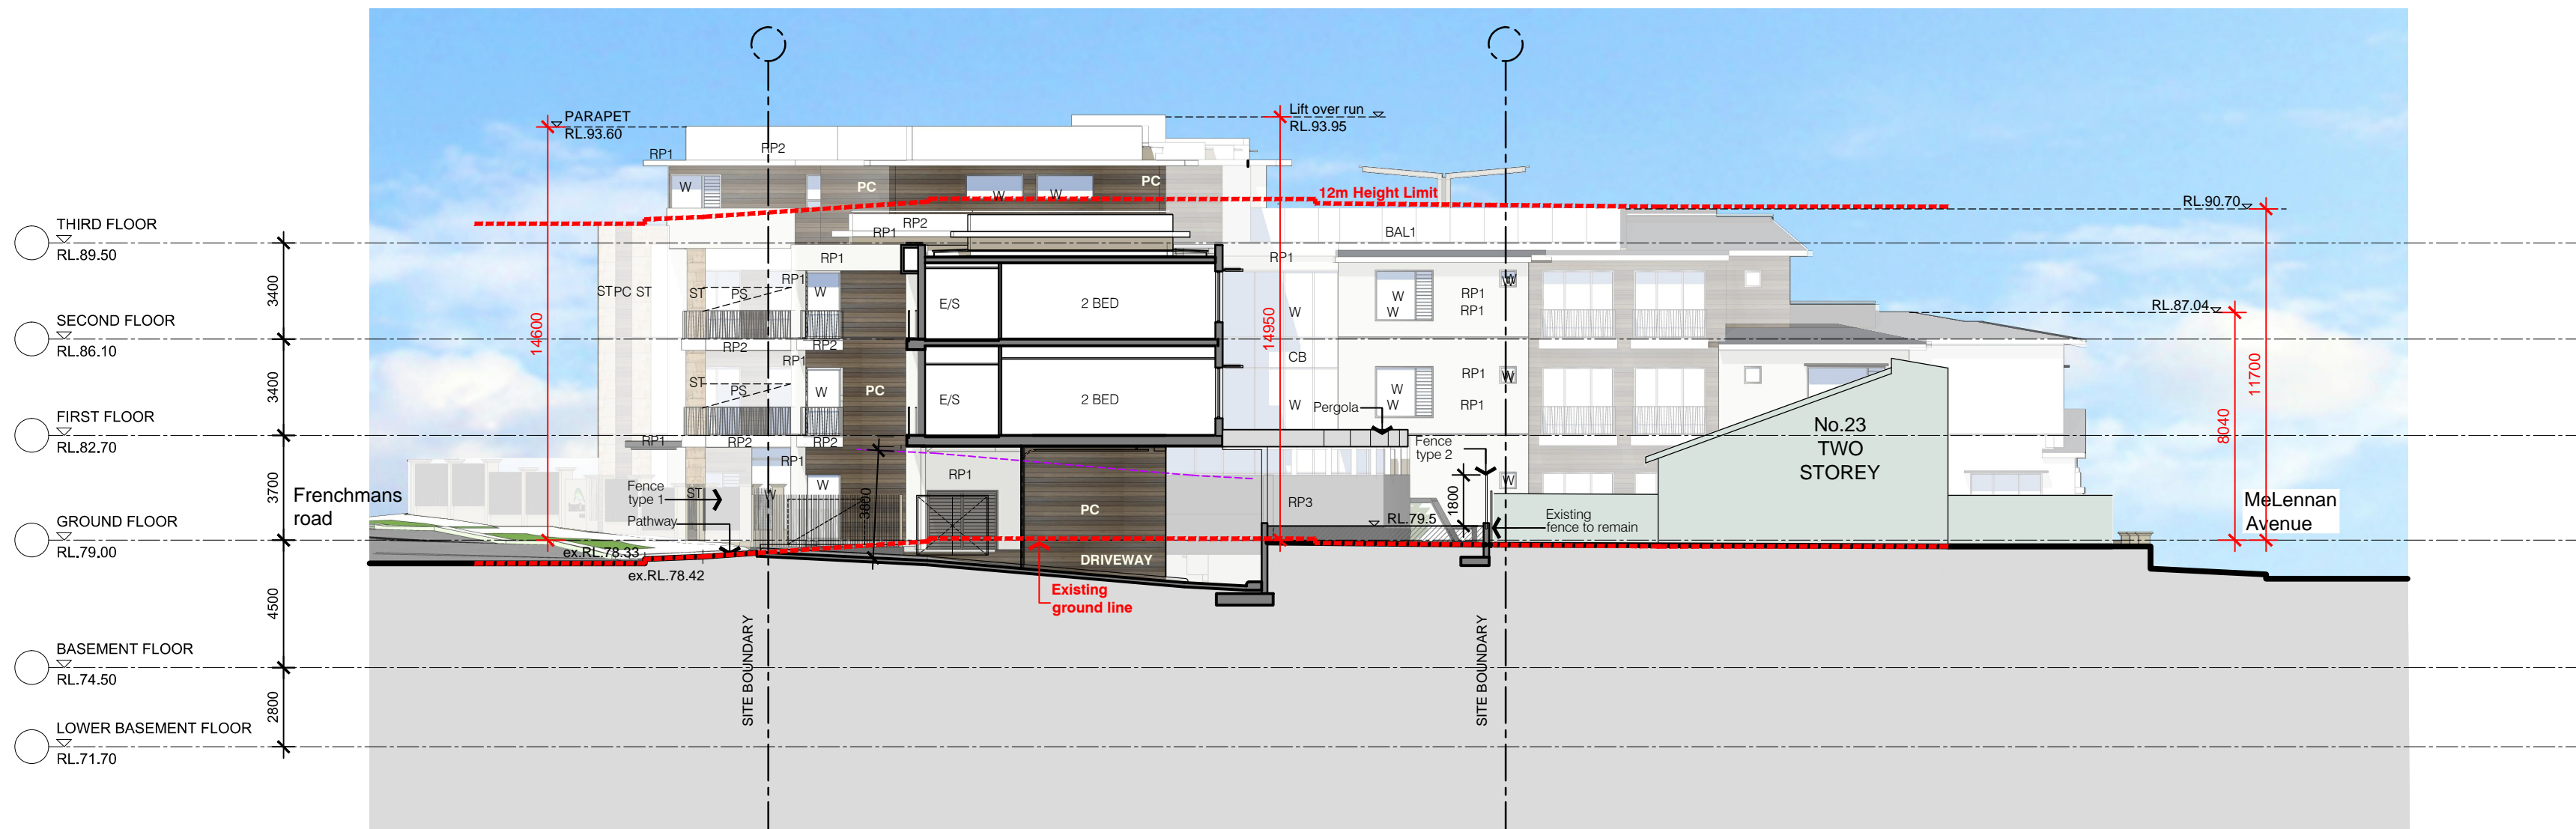 PARAPET
RL.93.60
Lift over run
RL.93.95
RP1
RP2
W
PC
W
W
PC
12m Height Limit
RL.90.70
THIRD FLOOR
RL.89.50
RP2
RP1
BAL1
RP1
RP1
3400
ST PC ST
ST
PS
RP1
W
E/S
2 BED
W
W
W
RP1
RP1
W
RL.87.04
14600
14950
SECOND FLOOR
RL.86.10
RP2
RP2
RP1
CB
3400
ST
PS
W
PC
E/S
2 BED
W
W
W
RP1
RP1
W
11700
8040
Pergola
No.23
TWO
STOREY
FIRST FLOOR
RL.82.70
RP1
RP2
RP2
RP1
Fence
type 2
RP1
W
3700
Frenchmans
road
Fence
type 1
ST
W
3800
PC
RP3
1800
W
MeLennan
Avenue
Pathway
RL.79.5
Existing
fence to remain
GROUND FLOOR
RL.79.00
ex.RL.78.33
ex.RL.78.42
DRIVEWAY
Existing
ground line
4500
SITE BOUNDARY
SITE BOUNDARY
BASEMENT FLOOR
RL.74.50
2800
LOWER BASEMENT FLOOR
RL.71.70